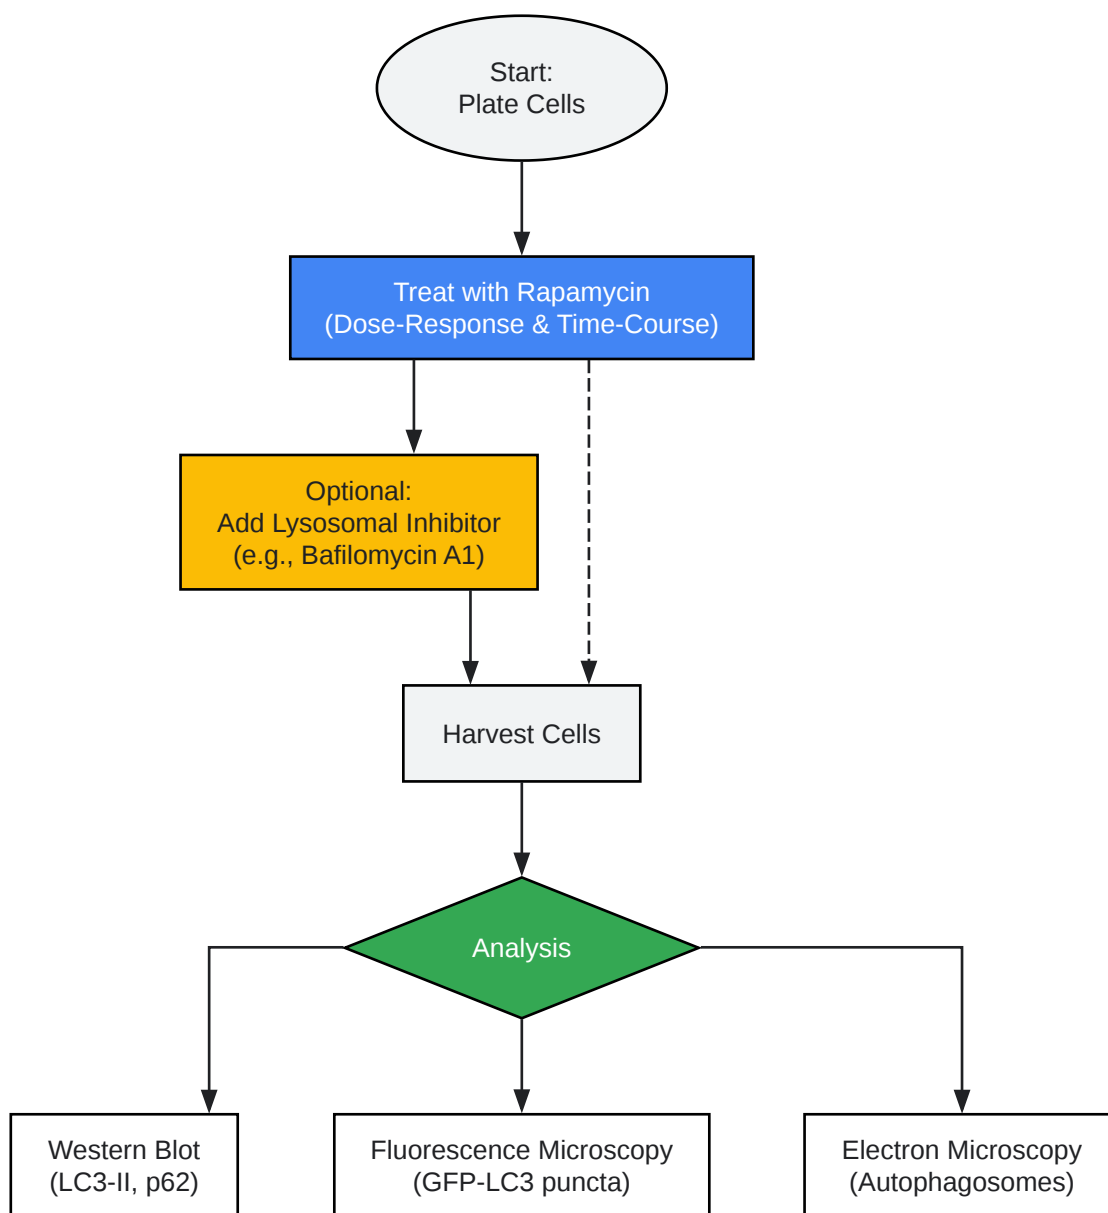 Start:
Plate Cells
Treat with Rapamycin
(Dose-Response & Time-Course)
Optional:
Add Lysosomal Inhibitor
(e.g., Bafilomycin A1)
Harvest Cells
Analysis
Western Blot
(LC3-II, p62)
Fluorescence Microscopy
(GFP-LC3 puncta)
Electron Microscopy
(Autophagosomes)